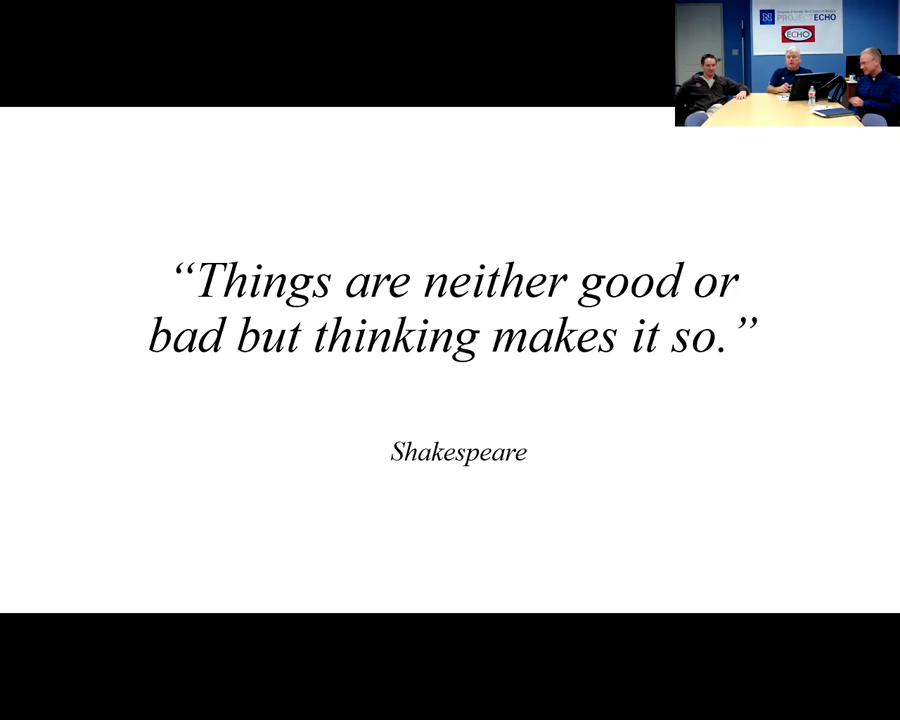 PROJECT ECHO
ECHO
“Things are neither good or
bad but thinking makes it so.”
Shakespeare